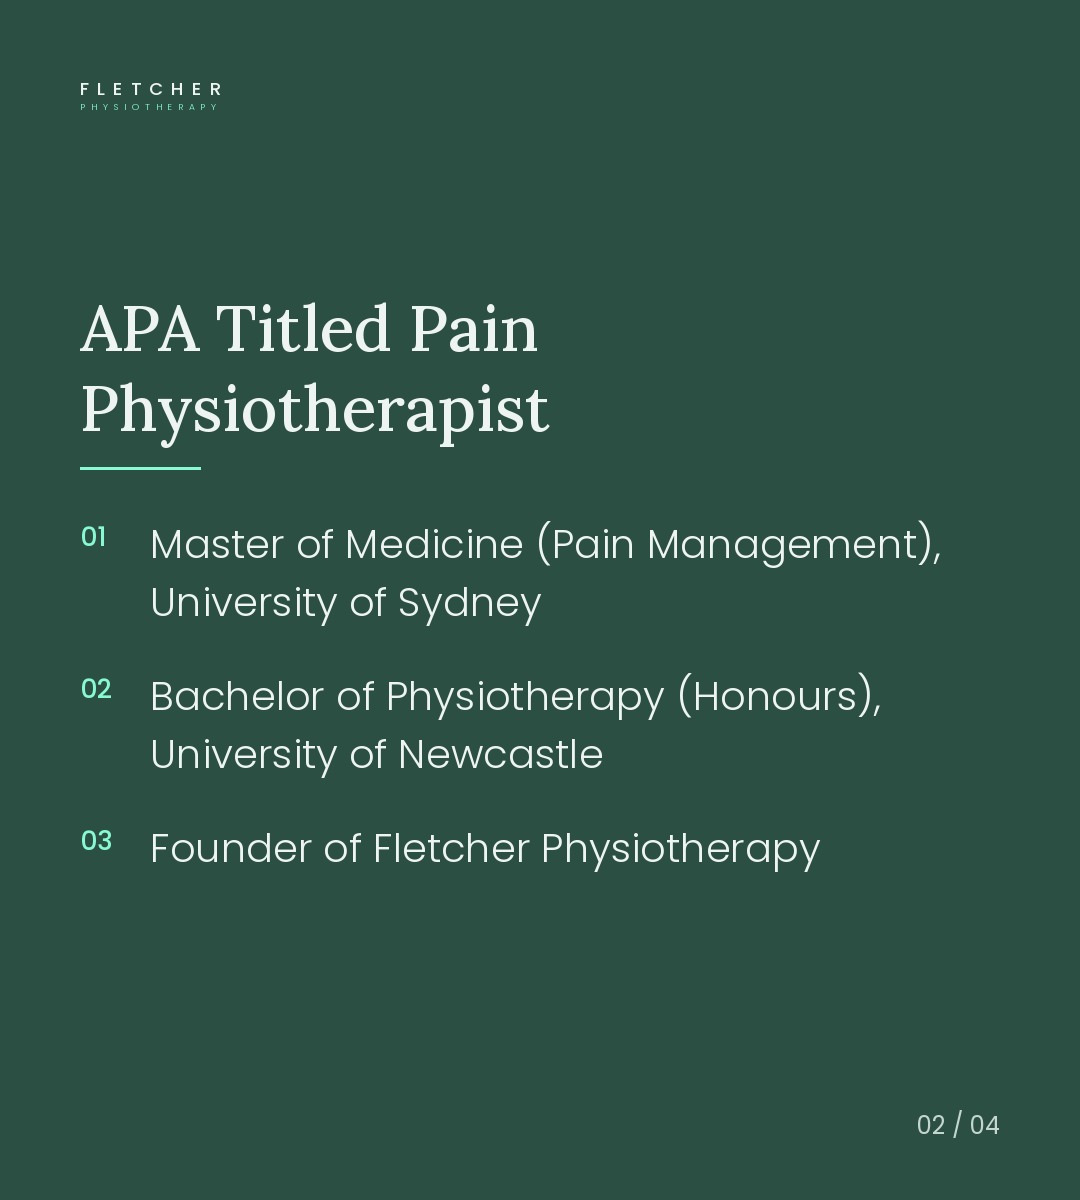 FLETCHER
PHYSIOTHERAPY
APA Titled Pain
Physiotherapist
01 Master of Medicine (Pain Management),
University of Sydney
02 Bachelor of Physiotherapy (Honours),
University of Newcastle
03 Founder of Fletcher Physiotherapy
02 / 04